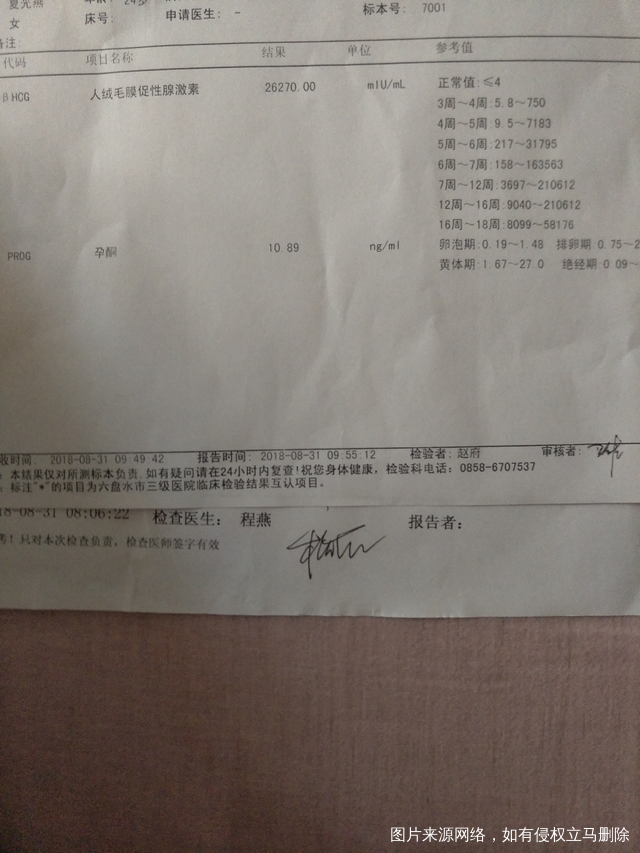 夏光燕 24岁
女 床号: 申请医生: - 标本号: 7001
备注:
代码 项目名称 结果 单位 参考值
βHCG 人绒毛膜促性腺激素 26270.00 mIU/mL 正常值:≤4
3周～4周:5.8～750
4周～5周:9.5～7183
5周～6周:217～31795
6周～7周:158～163563
7周～12周:3697～210612
12周～16周:9040～210612
16周～18周:8099～58176
PROG 孕酮 10.89 ng/ml 卵泡期:0.19～1.48 排卵期 0.75～2
黄体期:1.67～27.0 绝经期 0.09～
收时间: 2018-08-31 09:49:42 报告时间: 2018-08-31 09:55:12 检验者: 赵府 审核者:
: 本结果仅对所测标本负责.如有疑问请在24小时内复查!祝您身体健康, 检验科电话: 0858-6707537
: 标注"*"的项目为六盘水市三级医院临床检验结果互认项目。
18-08-31 08:06:22 检查医生: 程燕 报告者:
考! 只对本次检查负责, 检查医师签字有效
图片来源网络，如有侵权立马删除